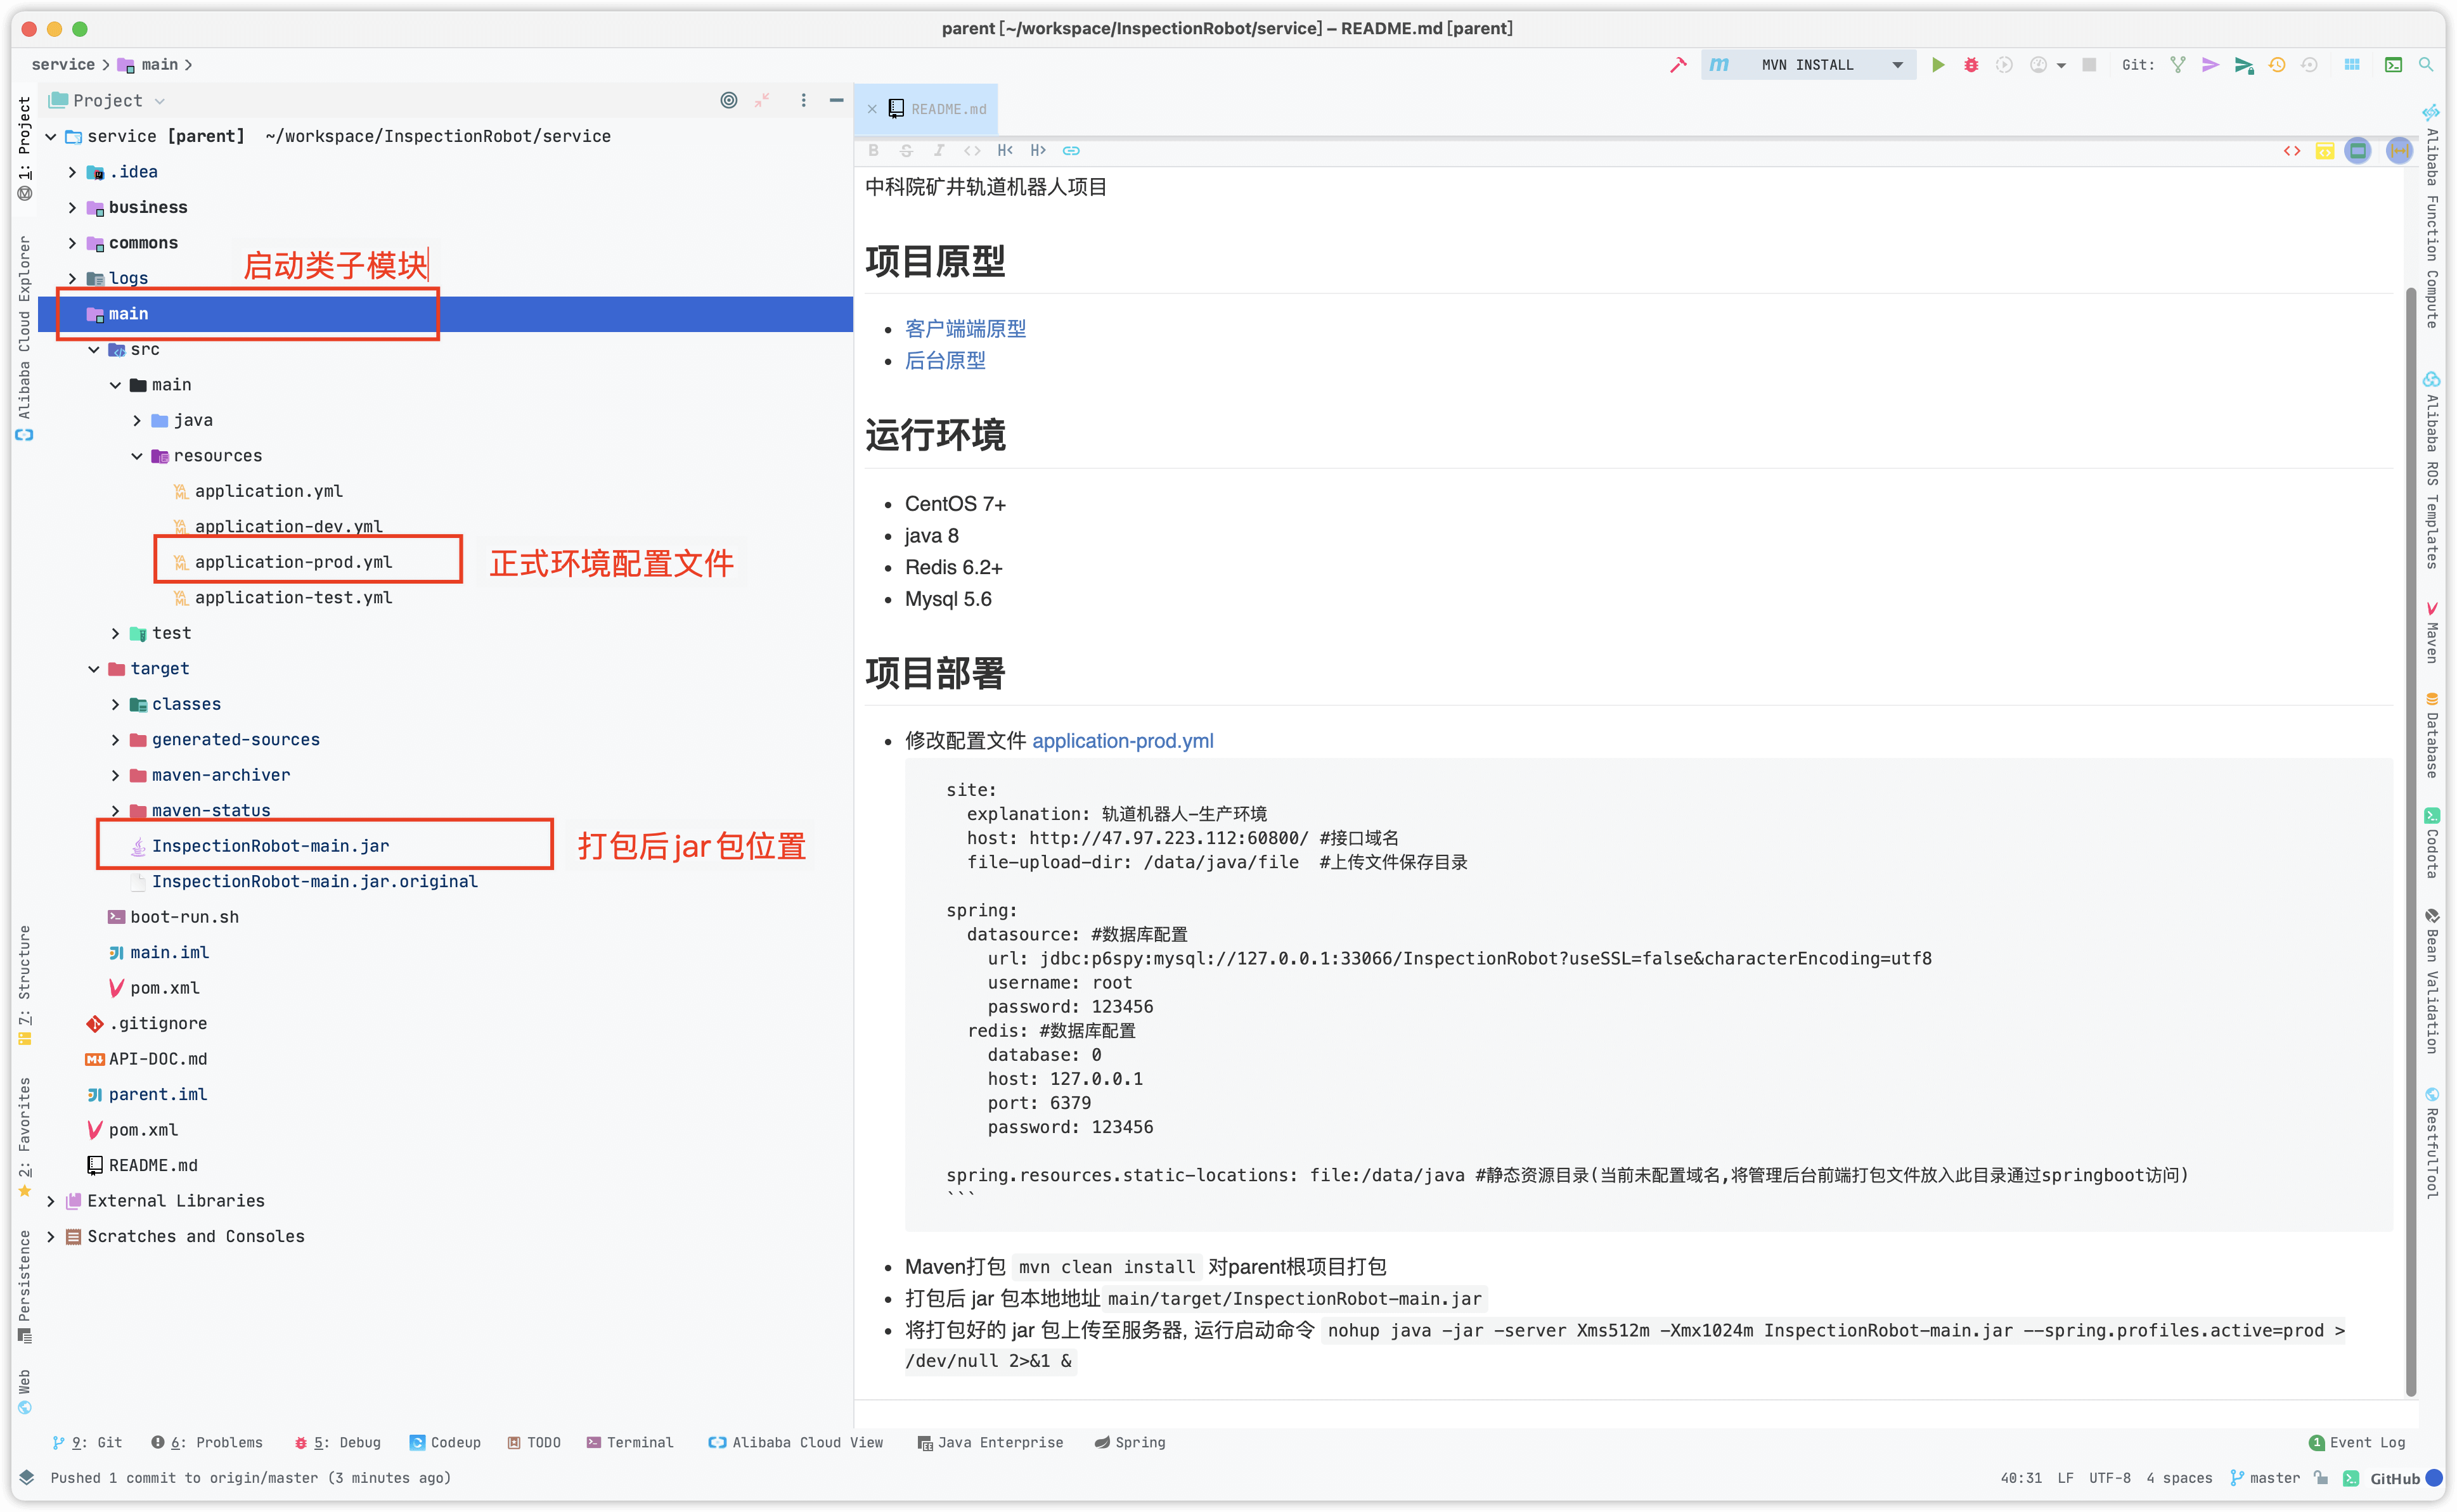 parent [~/workspace/InspectionRobot/service] – README.md [parent]
service
main
MVN INSTALL
Git:
1: Project
Alibaba Cloud Explorer
7: Structure
2: Favorites
Persistence
Web
Project
service [parent] ~/workspace/InspectionRobot/service
.idea
business
commons
启动类子模块
logs
main
src
main
java
resources
application.yml
application-dev.yml
application-prod.yml
正式环境配置文件
application-test.yml
test
target
classes
generated-sources
maven-archiver
maven-status
InspectionRobot-main.jar
打包后jar包位置
InspectionRobot-main.jar.original
boot-run.sh
main.iml
pom.xml
.gitignore
API-DOC.md
parent.iml
pom.xml
README.md
External Libraries
Scratches and Consoles
README.md
B S I <> H< H>
中科院矿井轨道机器人项目
项目原型
客户端端原型
后台原型
运行环境
CentOS 7+
java 8
Redis 6.2+
Mysql 5.6
项目部署
修改配置文件 application-prod.yml
site:
explanation: 轨道机器人-生产环境
host: http://47.97.223.112:60800/ #接口域名
file-upload-dir: /data/java/file #上传文件保存目录
spring:
datasource: #数据库配置
url: jdbc:p6spy:mysql://127.0.0.1:33066/InspectionRobot?useSSL=false&characterEncoding=utf8
username: root
password: 123456
redis: #数据库配置
database: 0
host: 127.0.0.1
port: 6379
password: 123456
spring.resources.static-locations: file:/data/java #静态资源目录(当前未配置域名,将管理后台前端打包文件放入此目录通过springboot访问)
```
Maven打包 mvn clean install 对parent根项目打包
打包后 jar 包本地地址 main/target/InspectionRobot-main.jar
将打包好的 jar 包上传至服务器, 运行启动命令 nohup java -jar -server Xms512m -Xmx1024m InspectionRobot-main.jar --spring.profiles.active=prod >
/dev/null 2>&1 &
Alibaba Function Compute
Alibaba ROS Templates
Maven
Database
Codota
Bean Validation
RestfulTool
9: Git
6: Problems
5: Debug
Codeup
TODO
Terminal
Alibaba Cloud View
Java Enterprise
Spring
1 Event Log
Pushed 1 commit to origin/master (3 minutes ago)
40:31 LF UTF-8 4 spaces master GitHub